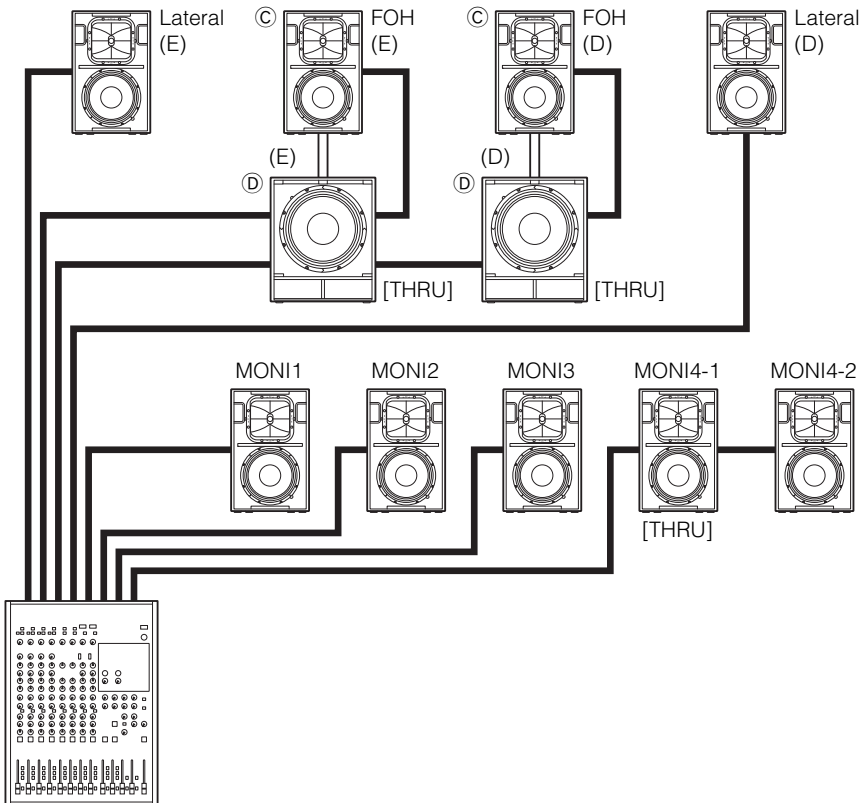 Lateral
(E)
Ⓒ FOH
(E)
Ⓒ FOH
(D)
Lateral
(D)
(E)
Ⓓ
(D)
Ⓓ
[THRU]
[THRU]
MONI1
MONI2
MONI3
MONI4-1
MONI4-2
[THRU]